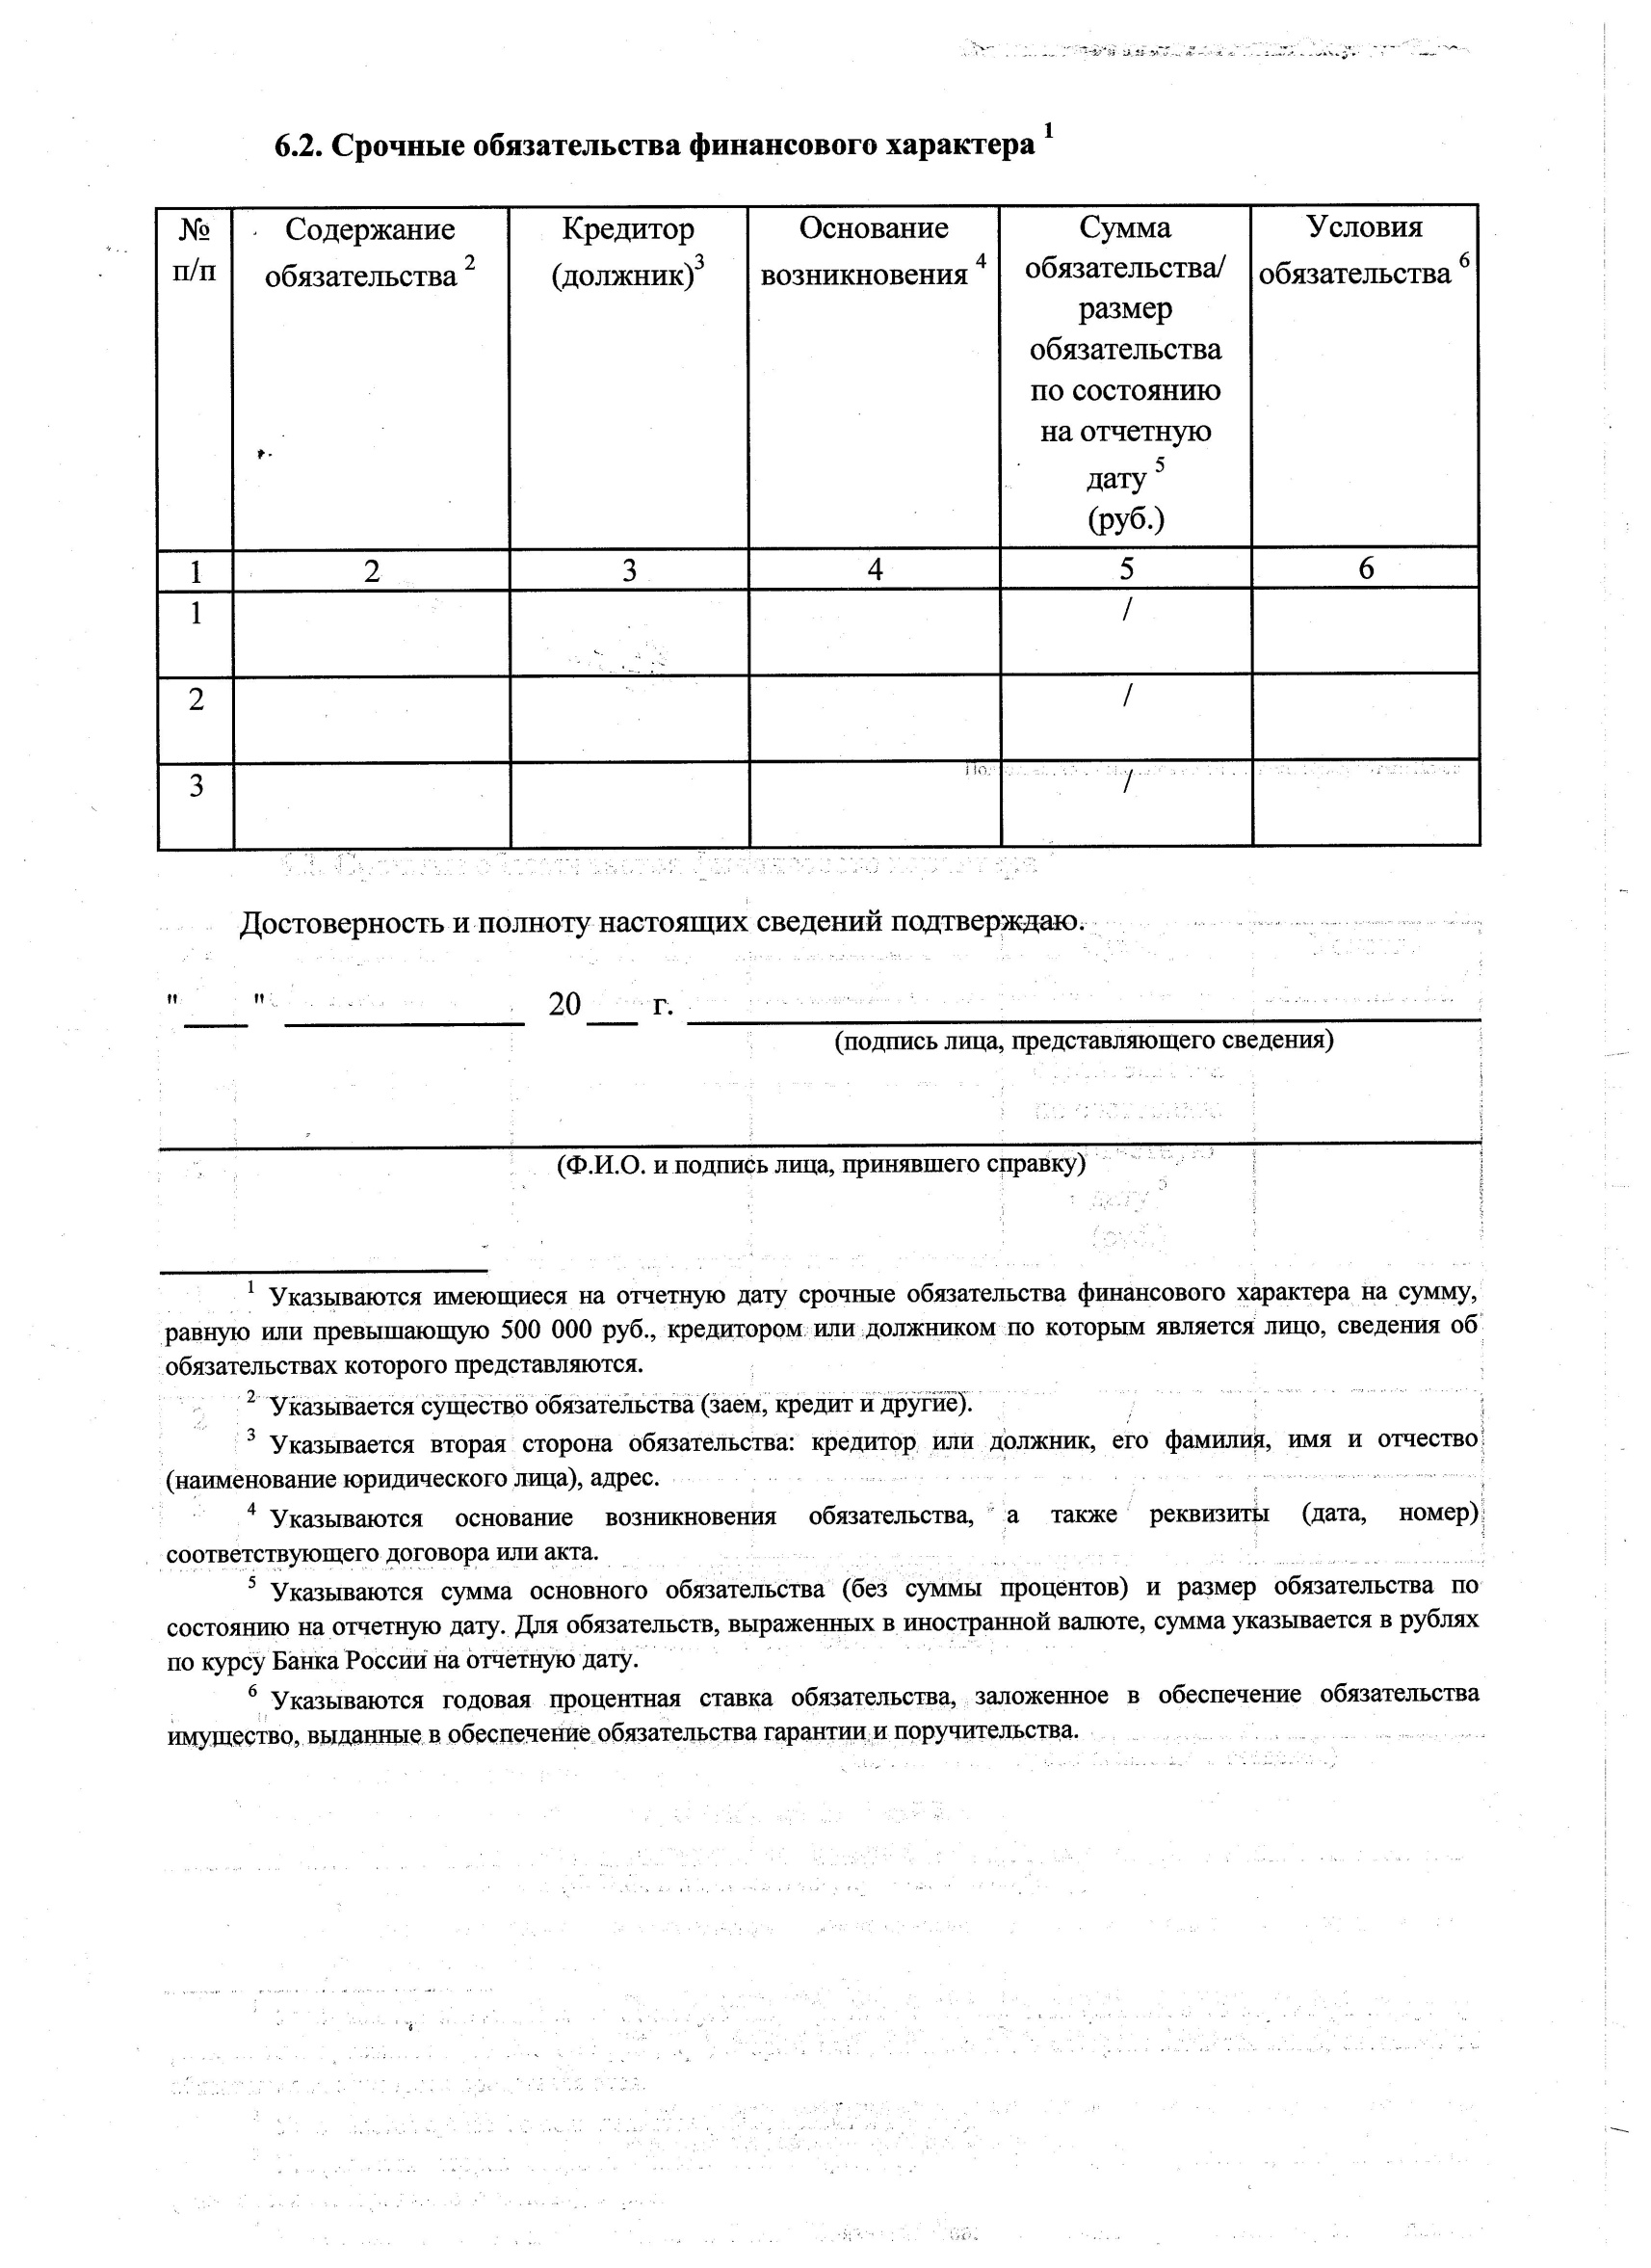 6.2. Срочные обязательства финансового характера 1
№ п/п
Содержание обязательства 2
Кредитор (должник)3
Основание возникновения 4
Сумма обязательства/ размер обязательства по состоянию на отчетную дату 5 (руб.)
Условия обязательства 6
1 2 3 4 5 6
1 /
2 /
3 /
Достоверность и полноту настоящих сведений подтверждаю.
"____" ______________ 20___ г. ______________
(подпись лица, представляющего сведения)
(Ф.И.О. и подпись лица, принявшего справку)
1 Указываются имеющиеся на отчетную дату срочные обязательства финансового характера на сумму,
равную или превышающую 500 000 руб., кредитором или должником по которым является лицо, сведения об
обязательствах которого представляются.
2 Указывается существо обязательства (заем, кредит и другие).
3 Указывается вторая сторона обязательства: кредитор или должник, его фамилия, имя и отчество
(наименование юридического лица), адрес.
4 Указываются основание возникновения обязательства, а также реквизиты (дата, номер)
соответствующего договора или акта.
5 Указываются сумма основного обязательства (без суммы процентов) и размер обязательства по
состоянию на отчетную дату. Для обязательств, выраженных в иностранной валюте, сумма указывается в рублях
по курсу Банка России на отчетную дату.
6 Указываются годовая процентная ставка обязательства, заложенное в обеспечение обязательства
имущество, выданные в обеспечение обязательства гарантии и поручительства.